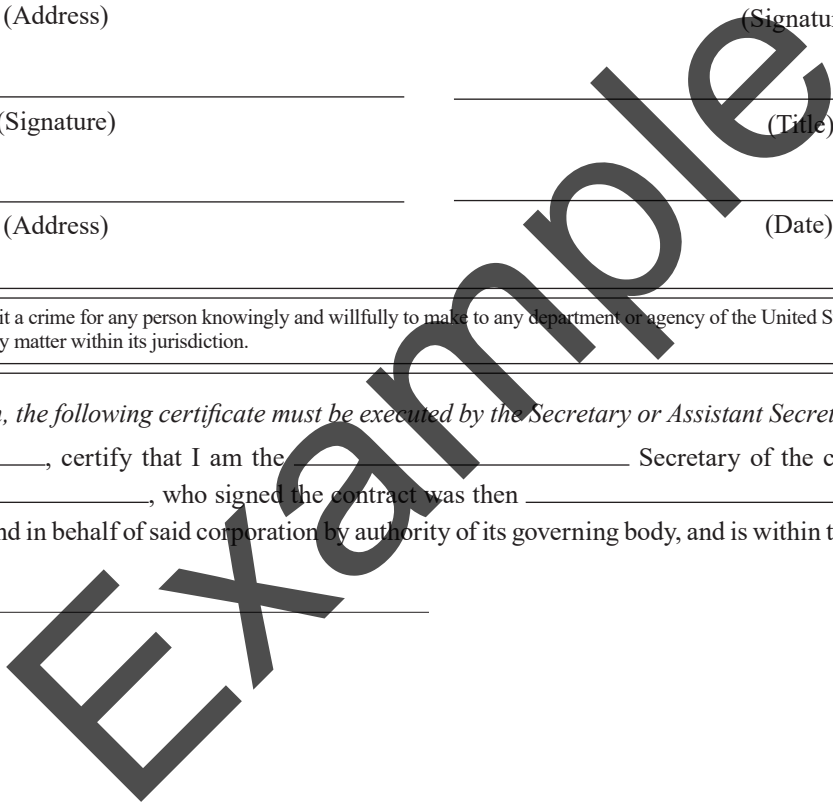 (Address) (Signatu
(Signature) (Title)
(Address) (Date)
it a crime for any person knowingly and willfully to make to any department or agency of the United S
y matter within its jurisdiction.
, the following certificate must be executed by the Secretary or Assistant Secret
, certify that I am the Secretary of the c
, who signed the contract was then
nd in behalf of said corporation by authority of its governing body, and is within t
Example